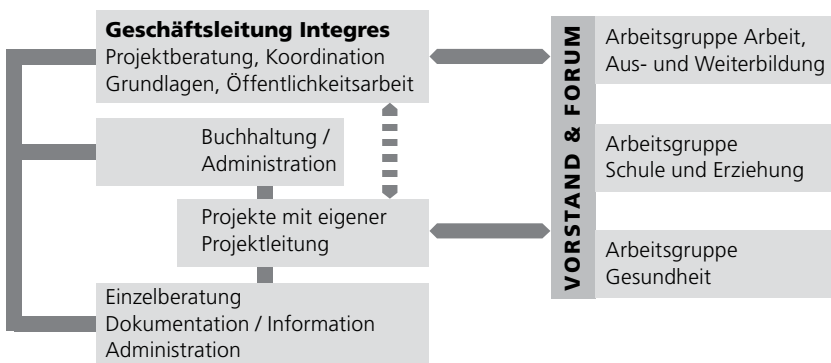 Geschäftsleitung Integres
Projektberatung, Koordination
Grundlagen, Öffentlichkeitsarbeit
Buchhaltung /
Administration
Projekte mit eigener
Projektleitung
Einzelberatung
Dokumentation / Information
Administration
VORSTAND & FORUM
Arbeitsgruppe Arbeit,
Aus- und Weiterbildung
Arbeitsgruppe
Schule und Erziehung
Arbeitsgruppe
Gesundheit